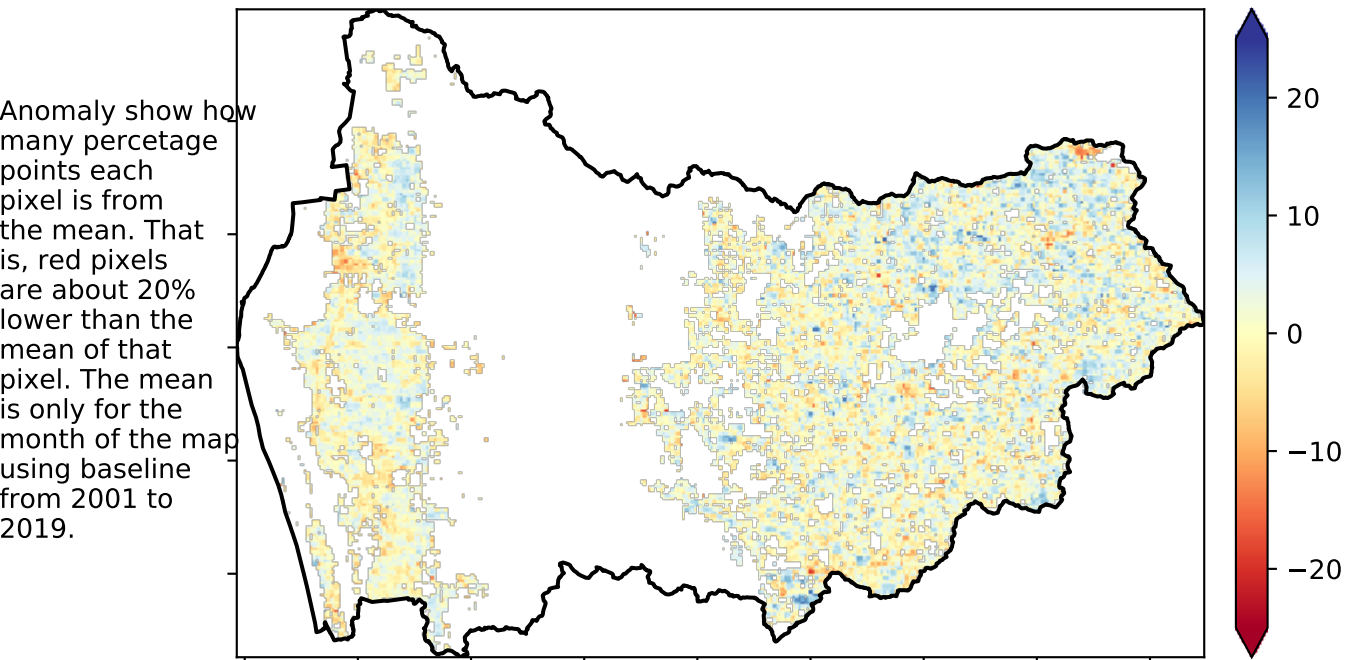 Anomaly show how
many percetage
points each
pixel is from
the mean. That
is, red pixels
are about 20%
lower than the
mean of that
pixel. The mean
is only for the
month of the map
using baseline
from 2001 to
2019.
20
10
0
−10
−20